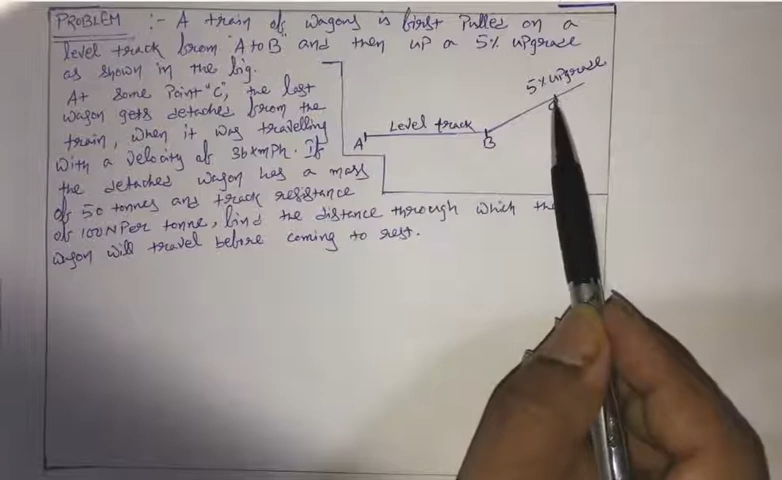 PROBLEM :- A train of wagons is first Pulled on a
level track from A to B and then up a 5% upgrade
as shown in the fig.
At some Point "C", the last
wagon gets detached from the
train, when it was travelling
with a velocity of 36 kmph. If
the detached wagon has a mass
of 50 tonnes and track resistance
of 100N Per tonne, find the distance through which the
wagon will travel before coming to rest.
5% upgrade
Level track
A
B